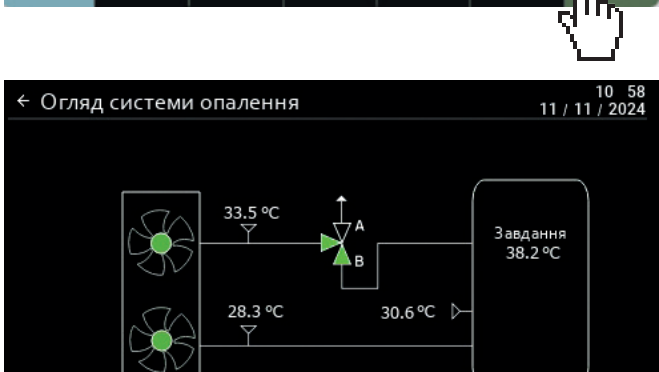 ← Огляд системи опалення
10 58
11 / 11 / 2024
33.5 ºC
A
Завдання
38.2 ºC
B
28.3 ºC
30.6 ºC